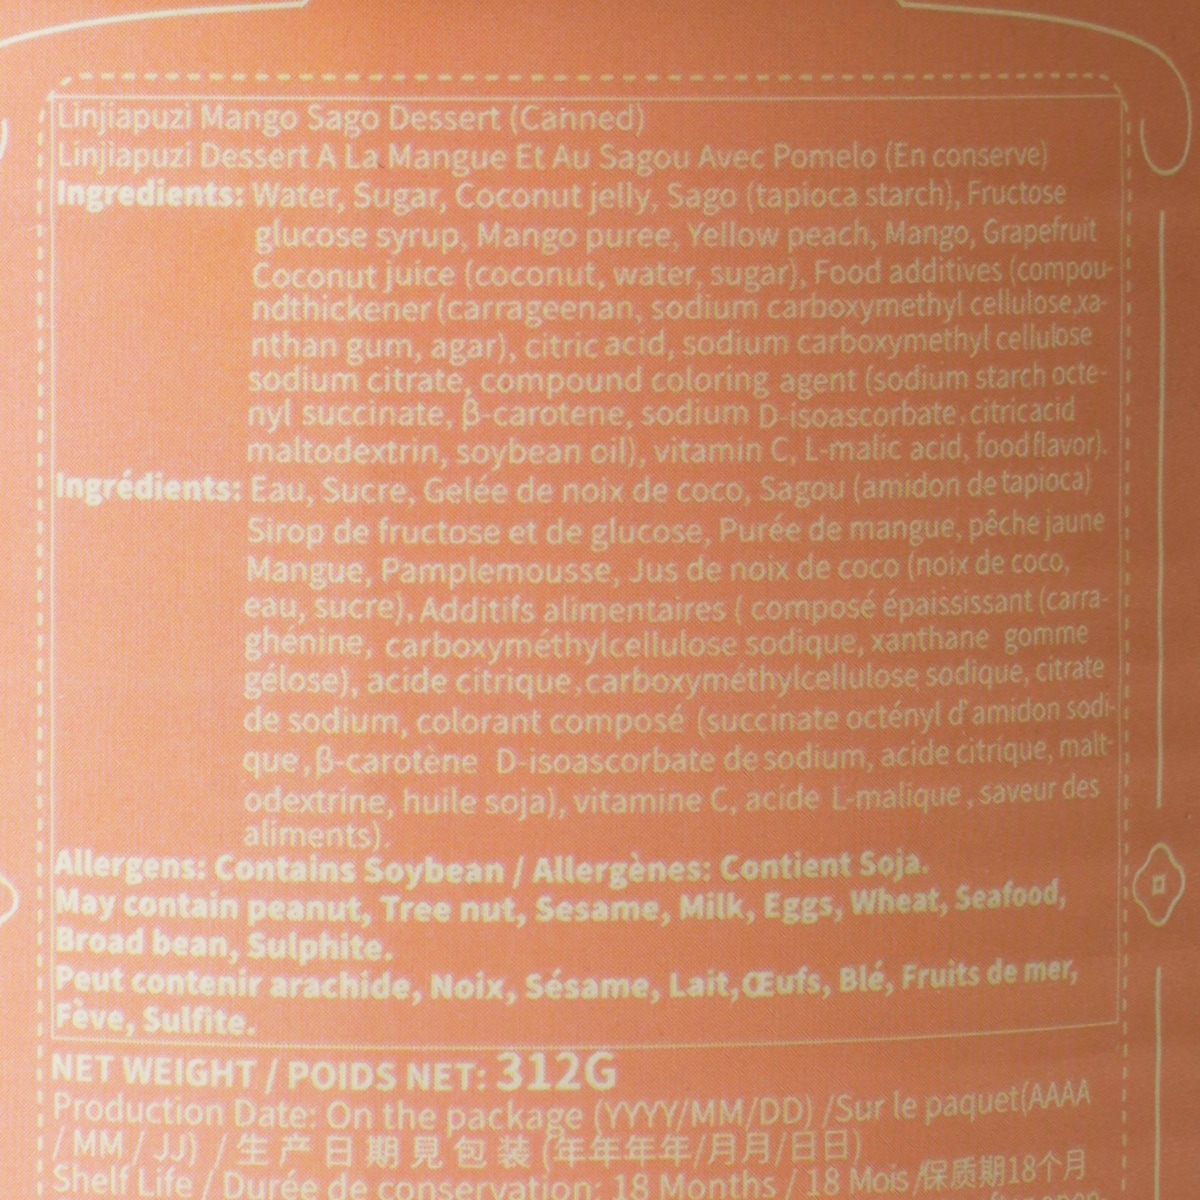 Linjiapuzi Mango Sago Dessert (Canned)
Linjiapuzi Dessert A La Mangue Et Au Sagou Avec Pomelo (En conserve)
Ingredients: Water, Sugar, Coconut jelly, Sago (tapioca starch), Fructose
glucose syrup, Mango puree, Yellow peach, Mango, Grapefruit
Coconut juice (coconut, water, sugar), Food additives (compou-
ndthickener (carrageenan, sodium carboxymethyl cellulose,xa-
nthan gum, agar), citric acid, sodium carboxymethyl cellulose
sodium citrate, compound coloring agent (sodium starch octe-
nyl succinate, β-carotene, sodium D-isoascorbate, citricacid
maltodextrin, soybean oil), vitamin C, L-malic acid, foodflavor).
Ingrédients: Eau, Sucre, Gelée de noix de coco, Sagou (amidon de tapioca)
Sirop de fructose et de glucose, Purée de mangue, pêche jaune
Mangue, Pamplemousse, Jus de noix de coco (noix de coco,
eau, sucre), Additifs alimentaires ( composé épaississant (carra-
ghénine, carboxyméthylcellulose sodique, xanthane gomme
gélose), acide citrique, carboxyméthylcellulose sodique, citrate
de sodium, colorant composé (succinate octényl d'amidon sodi-
que, β-carotène D-isoascorbate de sodium, acide citrique, malt-
odextrine, huile soja), vitamine C, acide L-malique, saveur des
aliments).
Allergens: Contains Soybean / Allergènes: Contient Soja.
May contain peanut, Tree nut, Sesame, Milk, Eggs, Wheat, Seafood,
Broad bean, Sulphite.
Peut contenir arachide, Noix, Sésame, Lait, Œufs, Blé, Fruits de mer,
Fève, Sulfite.
NET WEIGHT / POIDS NET: 312G
Production Date: On the package (YYYY/MM/DD) /Sur le paquet(AAAA
/ MM / JJ) / 生产日期見包装 (年年年年/月月/日日)
Shelf Life / Durée de conservation: 18 Months / 18 Mois /保质期18个月